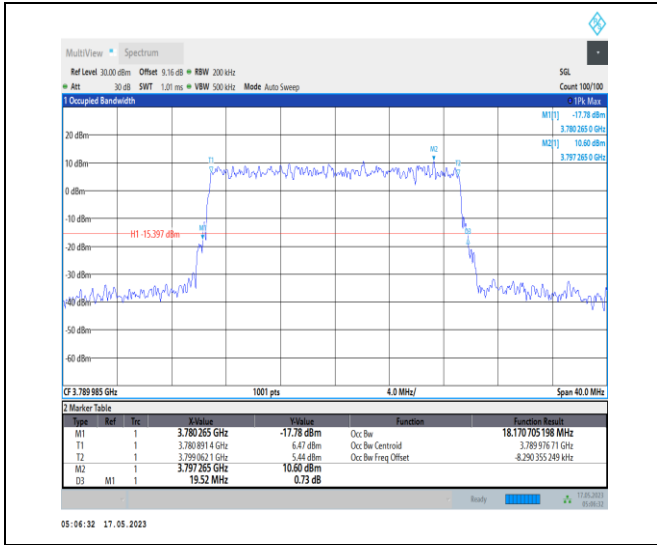 MultiView Spectrum
Ref Level 30.00 dBm Offset 9.16 dB RBW 200 kHz SGL
Att 30 dB SWT 1.01 ms VBW 500 kHz Mode Auto Sweep Count 100/100
1 Occupied Bandwidth 1Pk Max
M1[1] -17.78 dBm
3.780 265 0 GHz
M2[1] 10.60 dBm
3.797 265 0 GHz
20 dBm
M2
T1 T2
10 dBm
0 dBm
-10 dBm
M1
H1 -15.397 dBm
-20 dBm
-30 dBm
-40 dBm
-50 dBm
-60 dBm
CF 3.789 985 GHz 1001 pts 4.0 MHz/ Span 40.0 MHz
2 Marker Table
Type Ref Trc X-Value Y-Value Function Function Result
M1 1 3.780 265 GHz -17.78 dBm Occ Bw 18.170 705 198 MHz
T1 1 3.780 891 4 GHz 6.47 dBm Occ Bw Centroid 3.789 976 71 GHz
T2 1 3.799 062 1 GHz 5.44 dBm Occ Bw Freq Offset -8.290 355 249 kHz
M2 1 3.797 265 GHz 10.60 dBm
D3 M1 1 19.52 MHz 0.73 dB
Ready 17.05.2023
05:06:32
05:06:32 17.05.2023